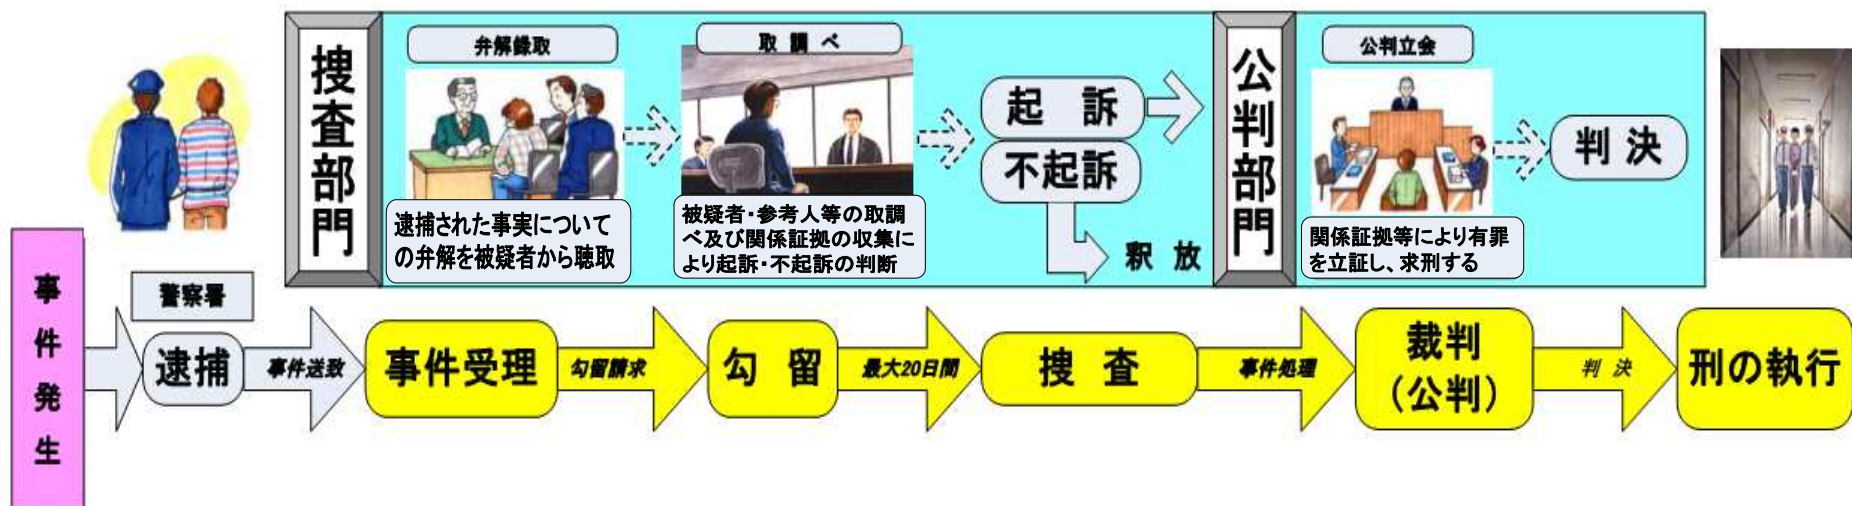 捜査部門
弁解録取
逮捕された事実について
の弁解を被疑者から聴取
取調べ
被疑者・参考人等の取調
べ及び関係証拠の収集に
より起訴・不起訴の判断
起訴
不起訴
釈放
公判部門
公判立会
関係証拠等により有罪
を立証し、求刑する
判決
事件発生
警察署
逮捕
事件送致
事件受理
勾留請求
勾留
最大20日間
捜査
事件処理
裁判
（公判）
判決
刑の執行